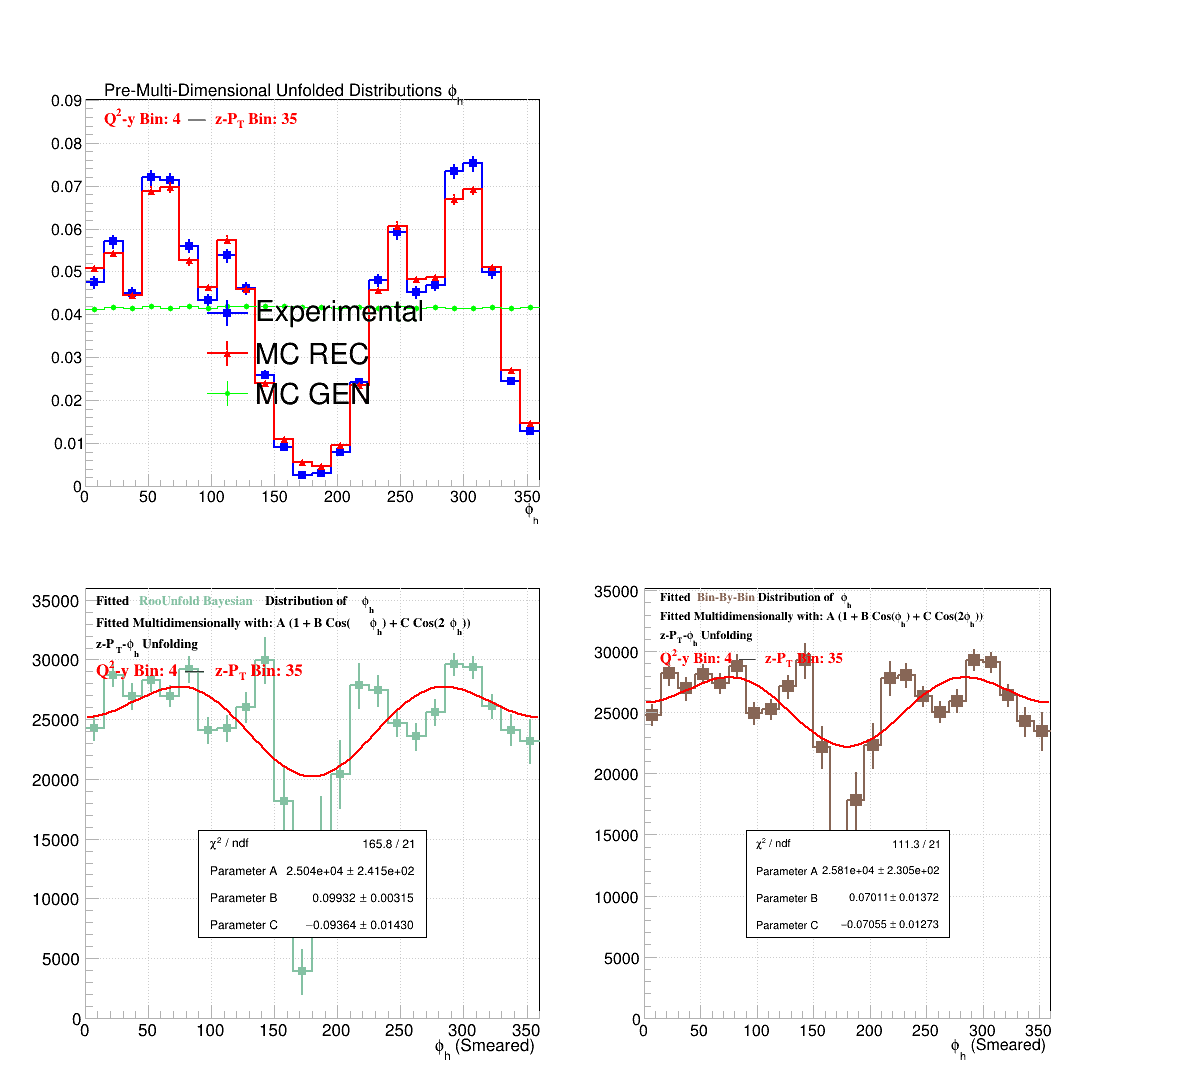 Pre-Multi-Dimensional Unfolded Distributions ϕh
Q²-y Bin: 4 — z-PT Bin: 35
0.09
0.08
0.07
0.06
0.05
0.04
0.03
0.02
0.01
0
Experimental
MC REC
MC GEN
0 50 100 150 200 250 300 350
ϕh
Fitted RooUnfold Bayesian Distribution of ϕh
Fitted Multidimensionally with: A (1 + B Cos( ϕh) + C Cos(2 ϕh))
z-PT-ϕh Unfolding
Q²-y Bin: 4 — z-PT Bin: 35
35000
30000
25000
20000
15000
10000
5000
0
χ² / ndf 165.8 / 21
Parameter A 2.504e+04 ± 2.415e+02
Parameter B 0.09932 ± 0.00315
Parameter C −0.09364 ± 0.01430
0 50 100 150 200 250 300 350
ϕh (Smeared)
Fitted Bin-By-Bin Distribution of ϕh
Fitted Multidimensionally with: A (1 + B Cos(ϕh) + C Cos(2ϕh))
z-PT-ϕh Unfolding
Q²-y Bin: 4 — z-PT Bin: 35
35000
30000
25000
20000
15000
10000
5000
0
χ² / ndf 111.3 / 21
Parameter A 2.581e+04 ± 2.305e+02
Parameter B 0.07011 ± 0.01372
Parameter C −0.07055 ± 0.01273
0 50 100 150 200 250 300 350
ϕh (Smeared)